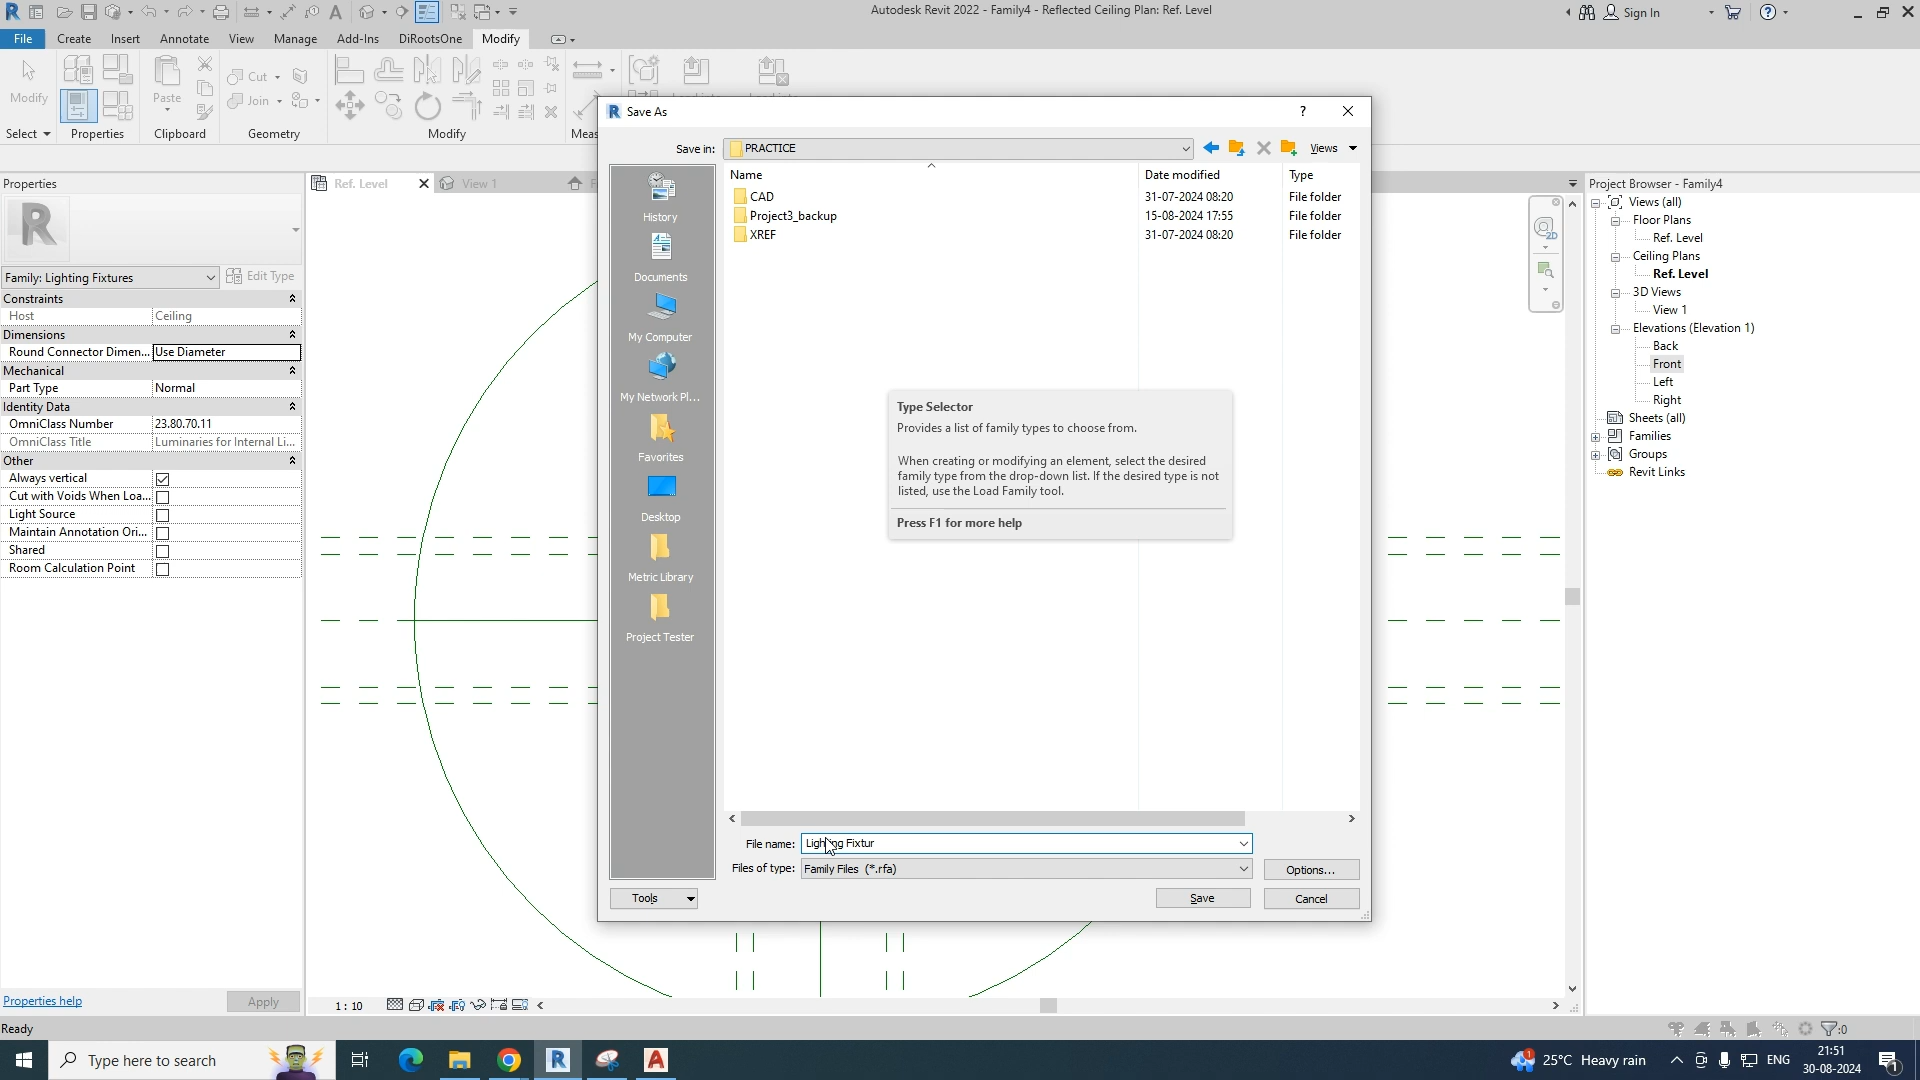 Autodesk Revit 2022 - Family4 - Reflected Ceiling Plan: Ref. Level
Sign In
File
Create
Insert
Annotate
View
Manage
Add-Ins
DiRootsOne
Modify
Modify
Paste
Cut
Join
Select
Properties
Clipboard
Geometry
Modify
Meas
Save As
Save in:
PRACTICE
Views
Properties
Ref. Level
View 1
Project Browser - Family4
Name
Date modified
Type
CAD
31-07-2024 08:20
File folder
Project3_backup
15-08-2024 17:55
File folder
XREF
31-07-2024 08:20
File folder
History
Documents
My Computer
My Network Pl...
Favorites
Desktop
Metric Library
Project Tester
Family: Lighting Fixtures
Edit Type
Constraints
Host
Ceiling
Dimensions
Round Connector Dimen...
Use Diameter
Mechanical
Part Type
Normal
Identity Data
OmniClass Number
23.80.70.11
OmniClass Title
Luminaries for Internal Li...
Other
Always vertical
Cut with Voids When Loa...
Light Source
Maintain Annotation Ori...
Shared
Room Calculation Point
Type Selector
Provides a list of family types to choose from.
When creating or modifying an element, select the desired
family type from the drop-down list. If the desired type is not
listed, use the Load Family tool.
Press F1 for more help
Views (all)
Floor Plans
Ref. Level
Ceiling Plans
Ref. Level
3D Views
View 1
Elevations (Elevation 1)
Back
Front
Left
Right
Sheets (all)
Families
Groups
Revit Links
2D
File name:
Lighting Fixtur
Files of type:
Family Files (*.rfa)
Options...
Tools
Save
Cancel
Properties help
Apply
1 : 10
Ready
:0
Type here to search
25°C Heavy rain
ENG
21:51
30-08-2024